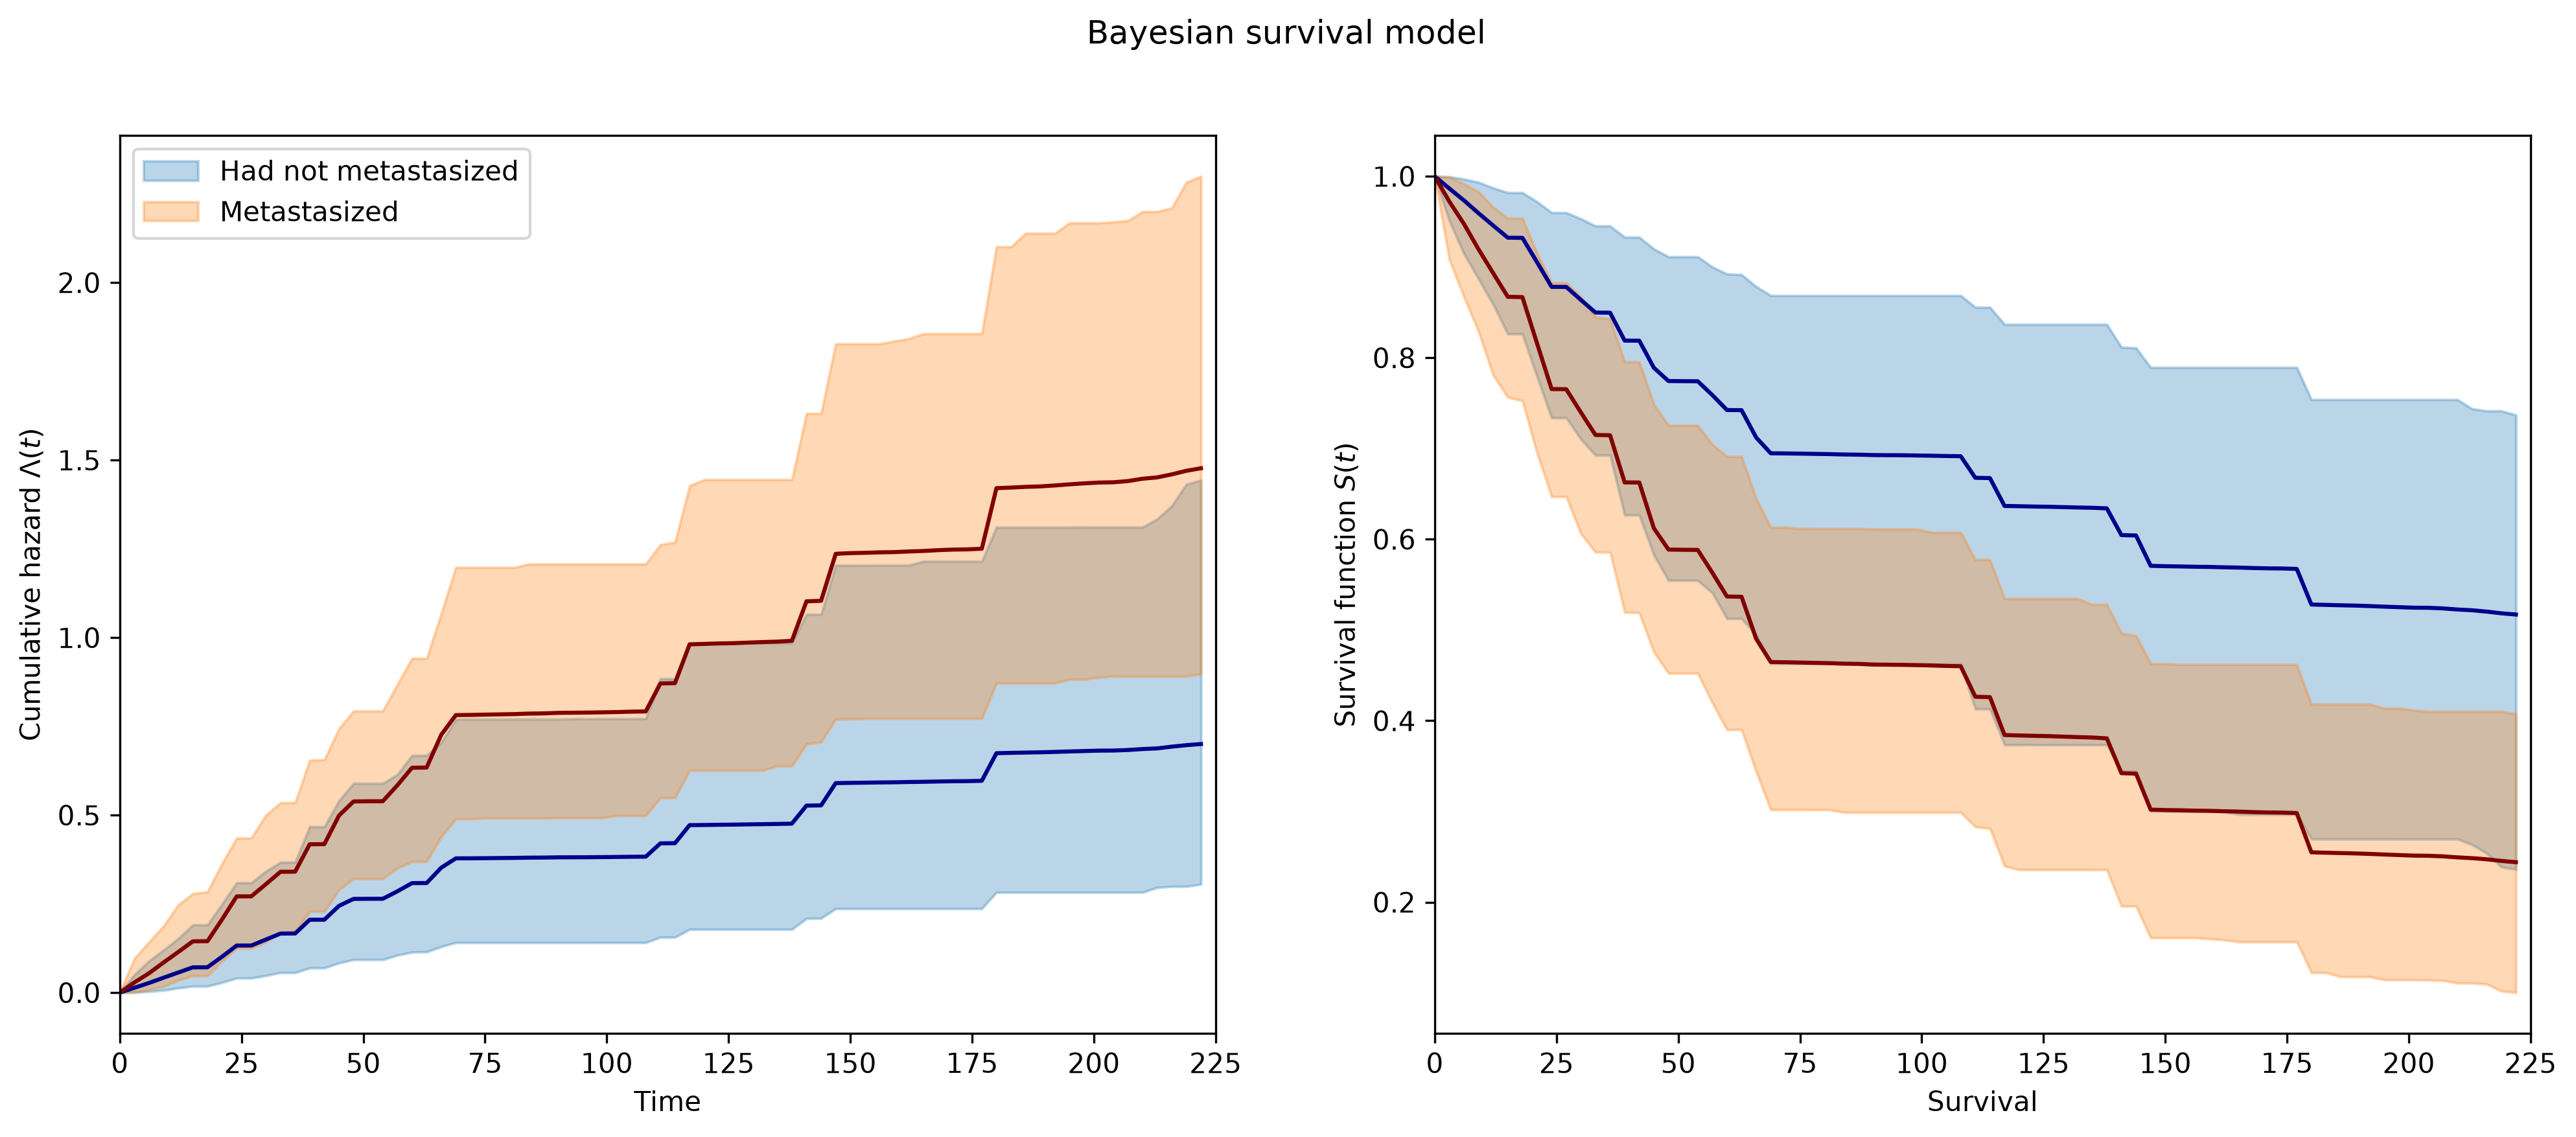 Bayesian survival model
Had not metastasized
Metastasized
Cumulative hazard Λ(t)
2.0
1.5
1.0
0.5
0.0
0 25 50 75 100 125 150 175 200 225
Time
Survival function S(t)
1.0
0.8
0.6
0.4
0.2
0 25 50 75 100 125 150 175 200 225
Survival